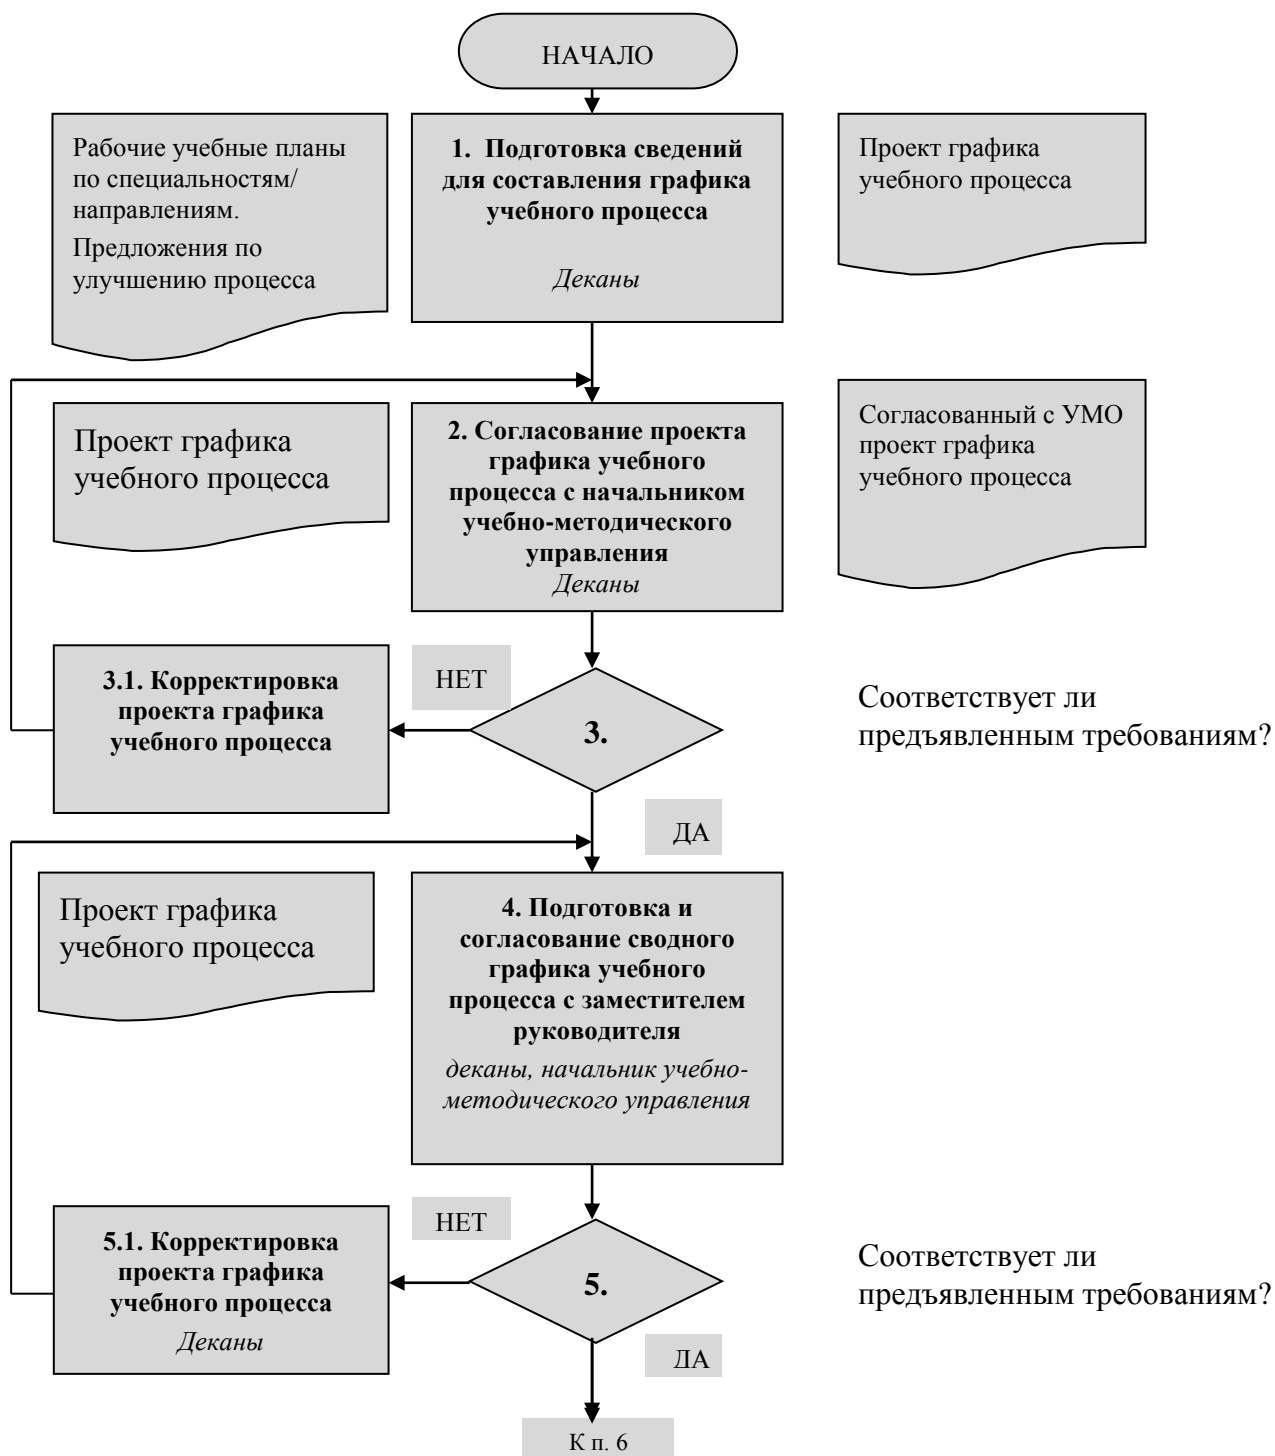 НАЧАЛО
Рабочие учебные планы
по специальностям/
направлениям.
Предложения по
улучшению процесса
1. Подготовка сведений
для составления графика
учебного процесса
Деканы
Проект графика
учебного процесса
Проект графика
учебного процесса
2. Согласование проекта
графика учебного
процесса с начальником
учебно-методического
управления
Деканы
Согласованный с УМО
проект графика
учебного процесса
3.1. Корректировка
проекта графика
учебного процесса
НЕТ
3.
Соответствует ли
предъявленным требованиям?
ДА
Проект графика
учебного процесса
4. Подготовка и
согласование сводного
графика учебного
процесса с заместителем
руководителя
деканы, начальник учебно-
методического управления
5.1. Корректировка
проекта графика
учебного процесса
Деканы
НЕТ
5.
Соответствует ли
предъявленным требованиям?
ДА
К п. 6